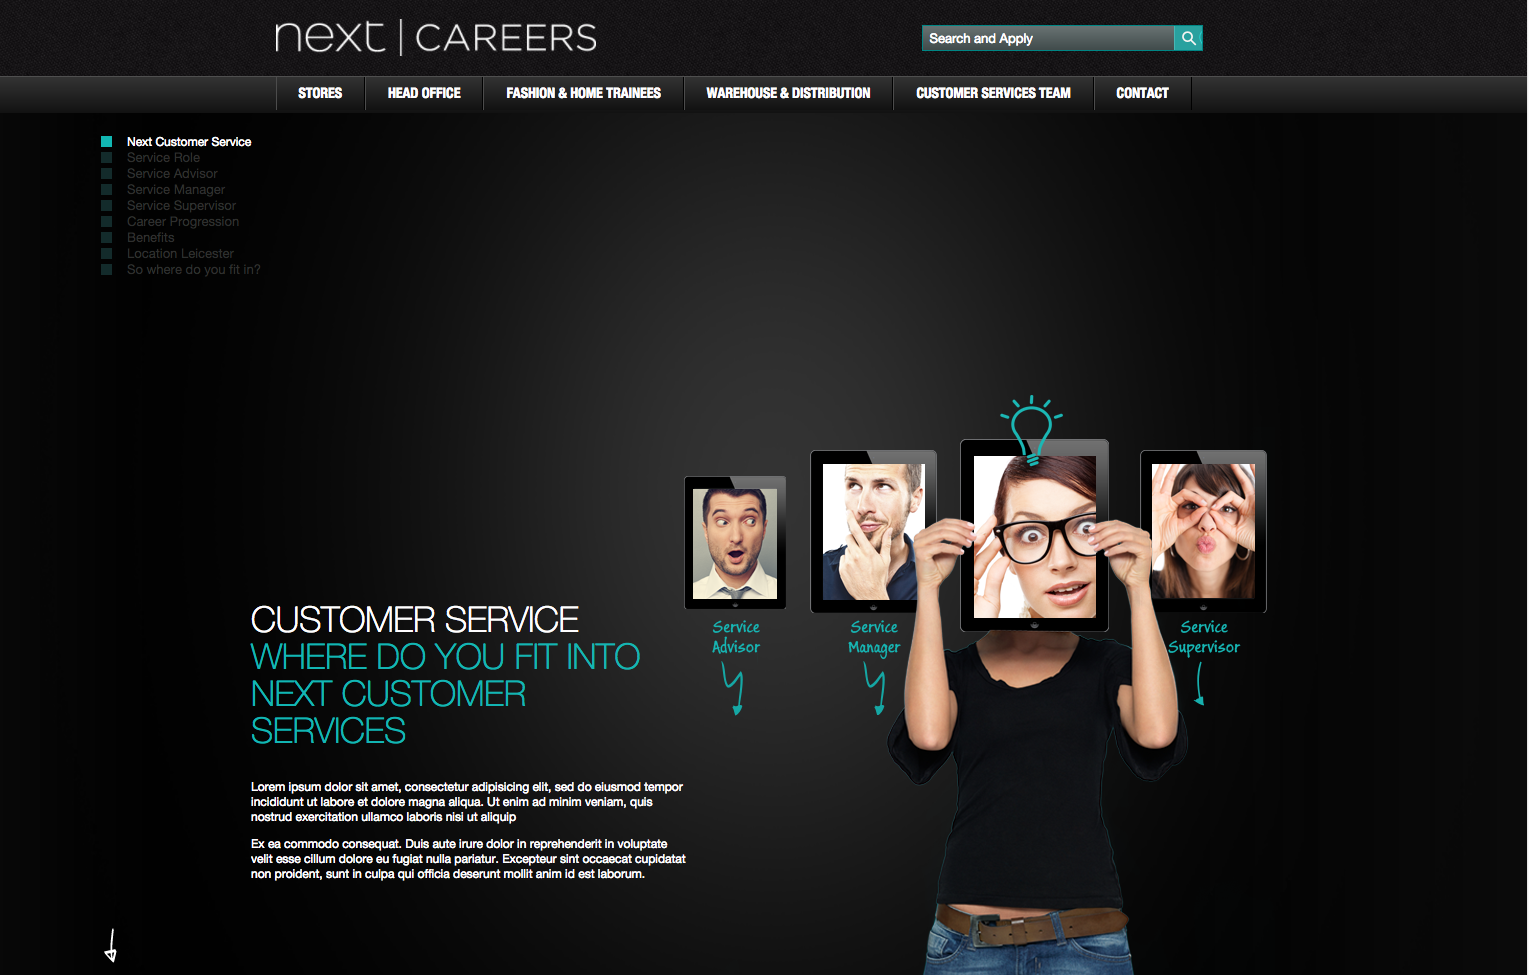 next | CAREERS
Search and Apply
STORES
HEAD OFFICE
FASHION & HOME TRAINEES
WAREHOUSE & DISTRIBUTION
CUSTOMER SERVICES TEAM
CONTACT
Next Customer Service
Service Role
Service Advisor
Service Manager
Service Supervisor
Career Progression
Benefits
Location Leicester
So where do you fit in?
Service
Advisor
Service
Manager
Service
Supervisor
CUSTOMER SERVICE
WHERE DO YOU FIT INTO
NEXT CUSTOMER
SERVICES
Lorem ipsum dolor sit amet, consectetur adipisicing elit, sed do eiusmod tempor
incididunt ut labore et dolore magna aliqua. Ut enim ad minim veniam, quis
nostrud exercitation ullamco laboris nisi ut aliquip
Ex ea commodo consequat. Duis aute irure dolor in reprehenderit in voluptate
velit esse cillum dolore eu fugiat nulla pariatur. Excepteur sint occaecat cupidatat
non proident, sunt in culpa qui officia deserunt mollit anim id est laborum.